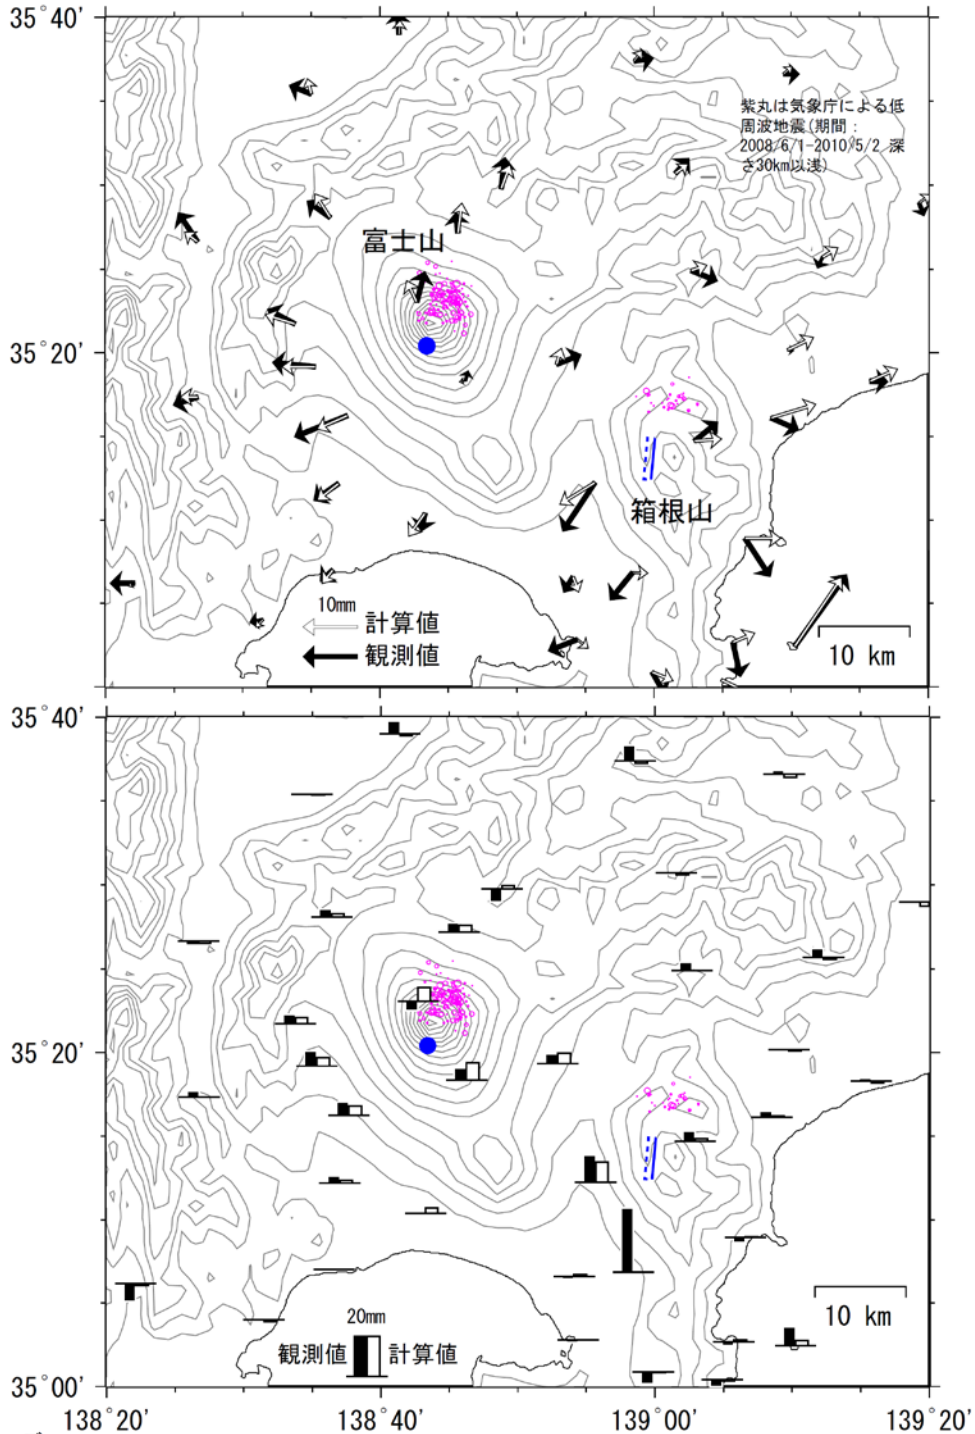 35°40'
紫丸は気象庁による低
周波地震(期間：
2008/6/1-2010/5/2 深
さ30km以浅)
富士山
35°20'
箱根山
10mm
計算値
観測値
10 km
35°40'
35°20'
10 km
20mm
観測値 計算値
35°00'
138°20' 138°40' 139°00' 139°20'